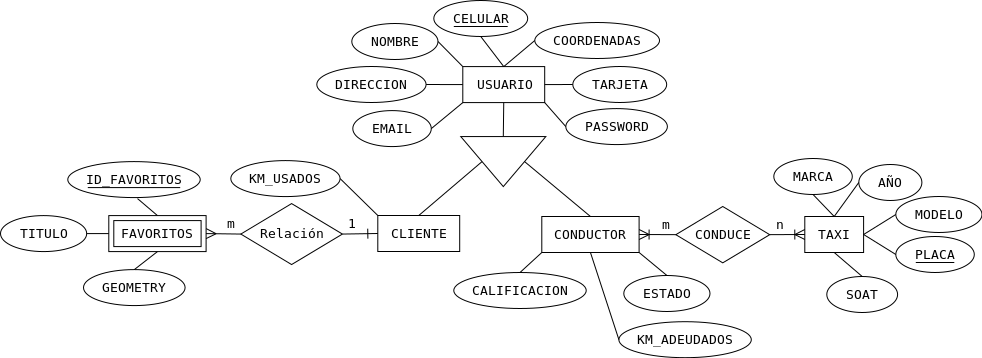 CELULAR
NOMBRE
COORDENADAS
DIRECCION
USUARIO
TARJETA
EMAIL
PASSWORD
ID_FAVORITOS
KM_USADOS
MARCA
AÑO
TITULO
FAVORITOS
m
Relación
1
CLIENTE
CONDUCTOR
m
CONDUCE
n
TAXI
MODELO
PLACA
GEOMETRY
CALIFICACION
ESTADO
SOAT
KM_ADEUDADOS